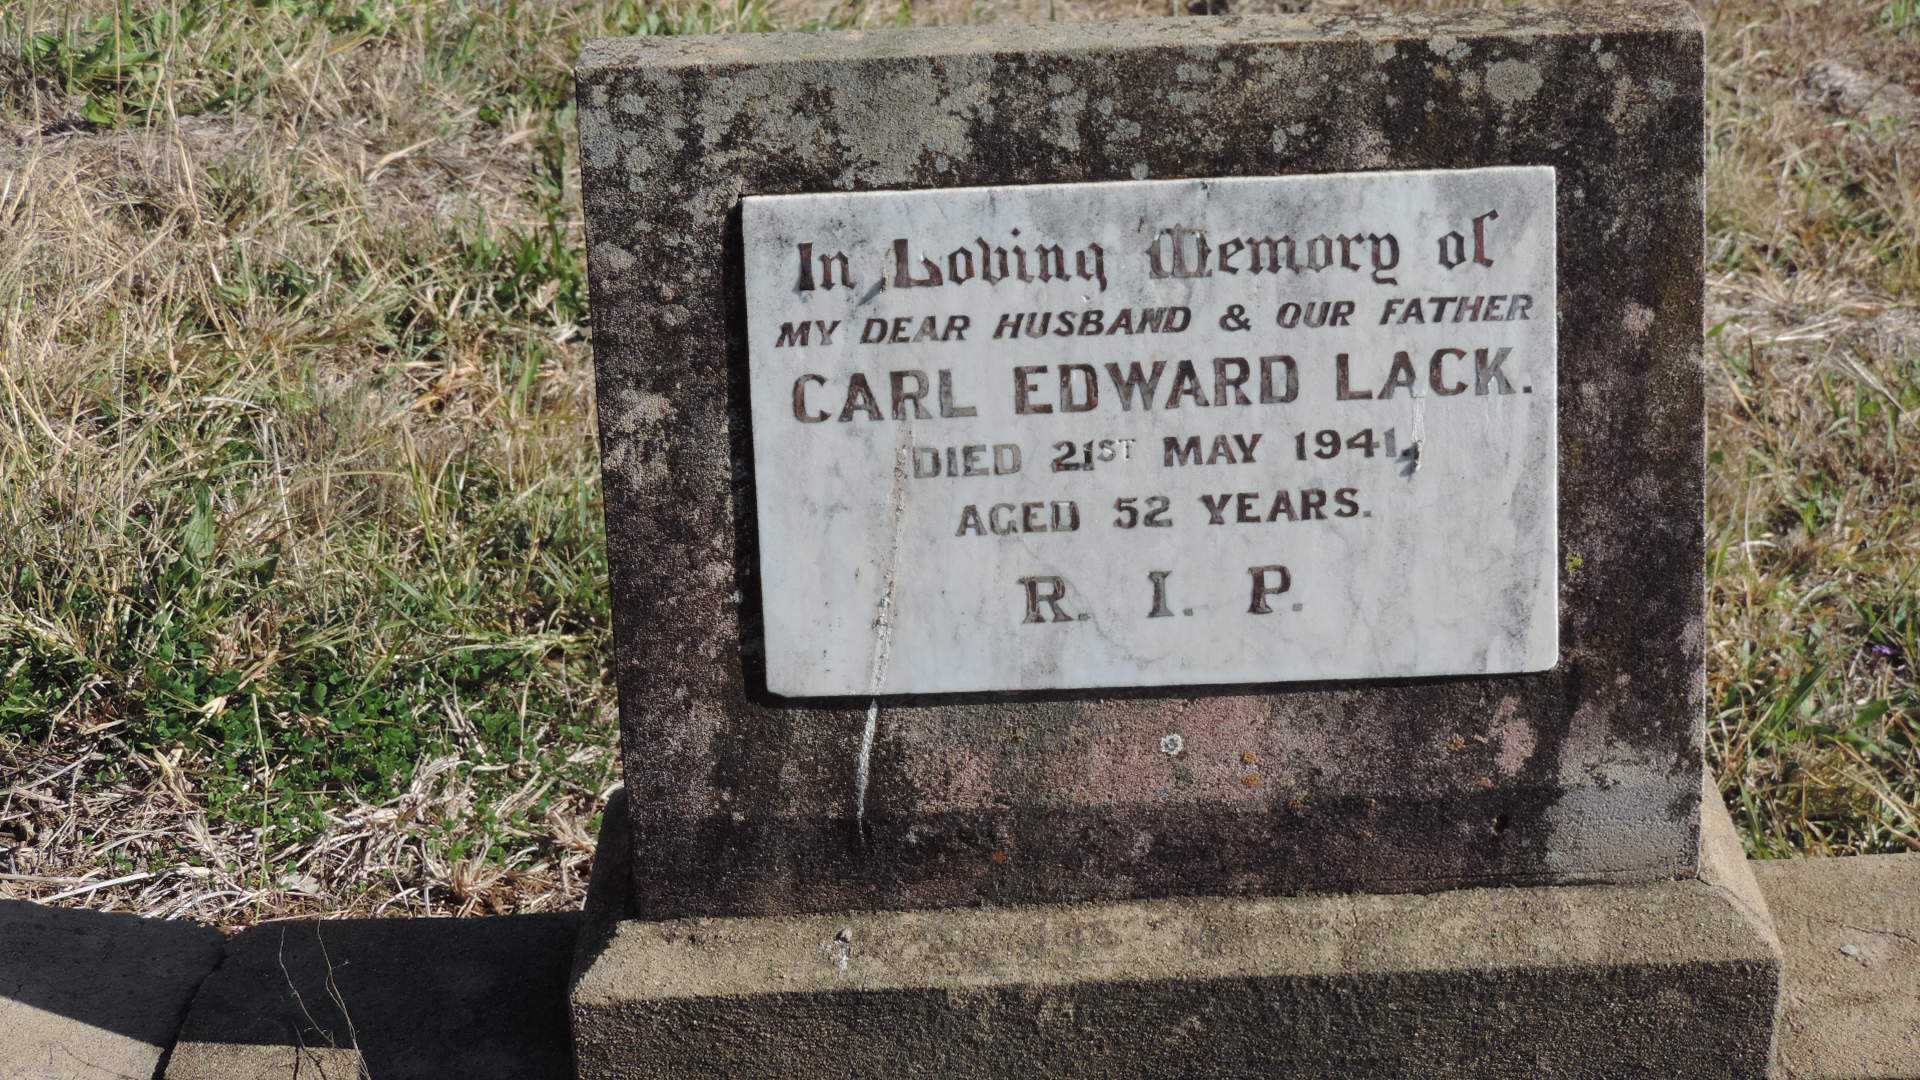 In Loving Memory of
MY DEAR HUSBAND & OUR FATHER
CARL EDWARD LACK.
DIED 21ST MAY 1941.
AGED 52 YEARS.
R. I. P.